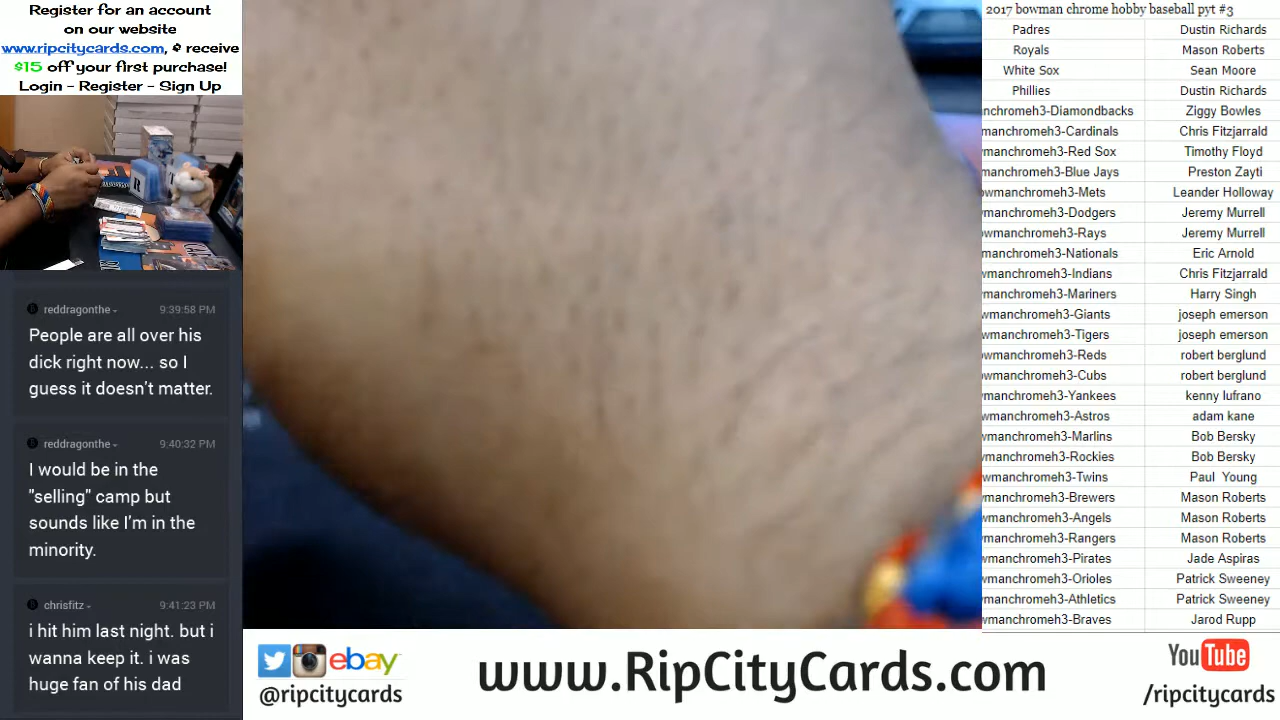 Register for an account
on our website
www.ripcitycards.com, & receive
$15 off your first purchase!
Login - Register - Sign Up
reddragonthe 9:39:58 PM
People are all over his
dick right now... so I
guess it doesn't matter.
reddragonthe 9:40:32 PM
I would be in the
"selling" camp but
sounds like I'm in the
minority.
chrisfitz 9:41:23 PM
i hit him last night. but i
wanna keep it. i was
huge fan of his dad
2017 bowman chrome hobby baseball pyt #3
Padres Dustin Richards
Royals Mason Roberts
White Sox Sean Moore
Phillies Dustin Richards
nchromeh3-Diamondbacks Ziggy Bowles
manchromeh3-Cardinals Chris Fitzjarrald
manchromeh3-Red Sox Timothy Floyd
manchromeh3-Blue Jays Preston Zayti
owmanchromeh3-Mets Leander Holloway
wmanchromeh3-Dodgers Jeremy Murrell
owmanchromeh3-Rays Jeremy Murrell
manchromeh3-Nationals Eric Arnold
wmanchromeh3-Indians Chris Fitzjarrald
manchromeh3-Mariners Harry Singh
wmanchromeh3-Giants joseph emerson
wmanchromeh3-Tigers joseph emerson
owmanchromeh3-Reds robert berglund
owmanchromeh3-Cubs robert berglund
manchromeh3-Yankees kenny lufrano
wmanchromeh3-Astros adam kane
wmanchromeh3-Marlins Bob Bersky
manchromeh3-Rockies Bob Bersky
wmanchromeh3-Twins Paul Young
manchromeh3-Brewers Mason Roberts
wmanchromeh3-Angels Mason Roberts
manchromeh3-Rangers Mason Roberts
wmanchromeh3-Pirates Jade Aspiras
wmanchromeh3-Orioles Patrick Sweeney
manchromeh3-Athletics Patrick Sweeney
wmanchromeh3-Braves Jarod Rupp
ebay
@ripcitycards
www.RipCityCards.com
YouTube
/ripcitycards